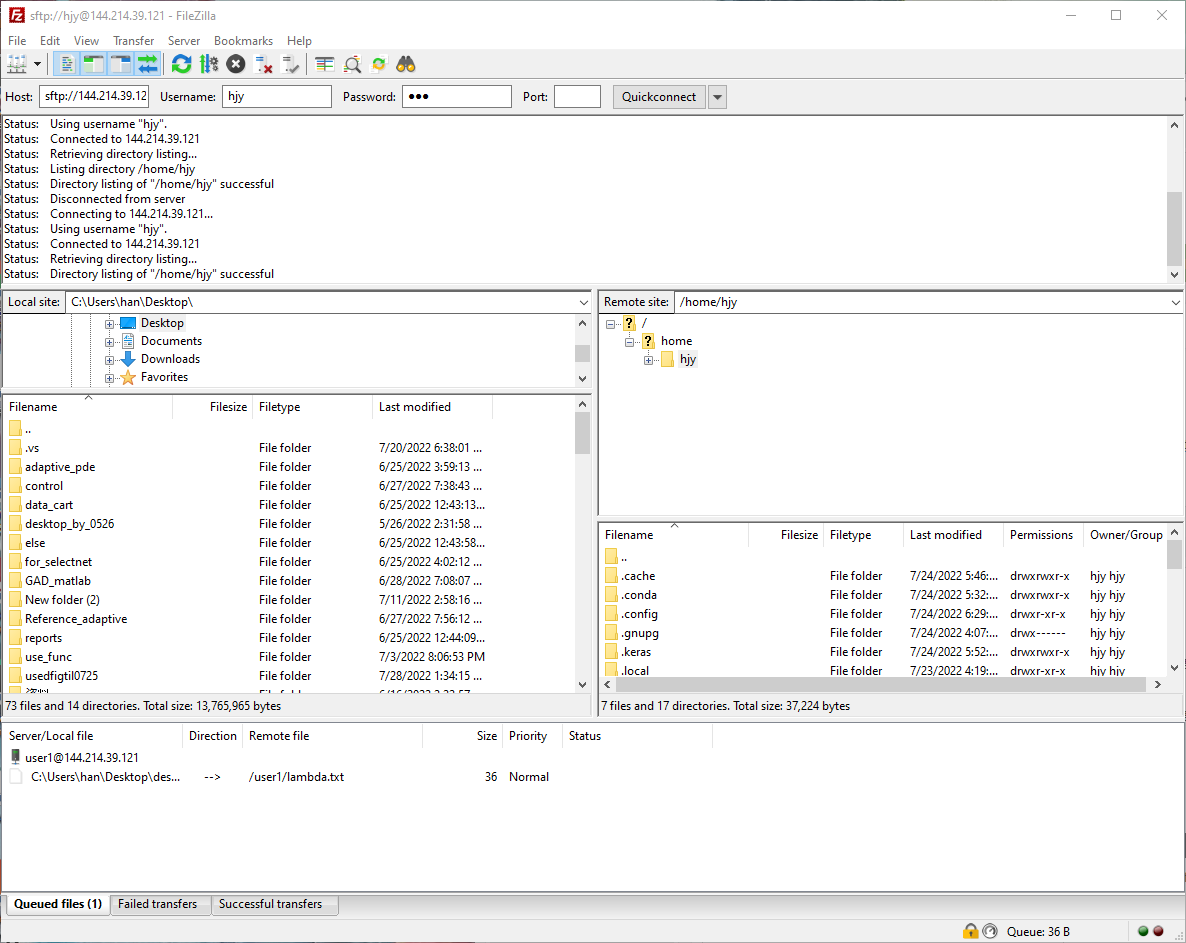 sftp://hjy@144.214.39.121 - FileZilla
File Edit View Transfer Server Bookmarks Help
Host: sftp://144.214.39.12 Username: hjy Password: ●●● Port: Quickconnect
Status: Using username "hjy".
Status: Connected to 144.214.39.121
Status: Retrieving directory listing...
Status: Listing directory /home/hjy
Status: Directory listing of "/home/hjy" successful
Status: Disconnected from server
Status: Connecting to 144.214.39.121...
Status: Using username "hjy".
Status: Connected to 144.214.39.121
Status: Retrieving directory listing...
Status: Directory listing of "/home/hjy" successful
Local site: C:\Users\han\Desktop\
Desktop
Documents
Downloads
Favorites
Filename Filesize Filetype Last modified
..
.vs File folder 7/20/2022 6:38:01 ...
adaptive_pde File folder 6/25/2022 3:59:13 ...
control File folder 6/27/2022 7:38:43 ...
data_cart File folder 6/25/2022 12:43:13...
desktop_by_0526 File folder 5/26/2022 2:31:58 ...
else File folder 6/25/2022 12:43:58...
for_selectnet File folder 6/25/2022 4:02:12 ...
GAD_matlab File folder 6/28/2022 7:08:07 ...
New folder (2) File folder 7/11/2022 2:58:16 ...
Reference_adaptive File folder 6/27/2022 7:56:12 ...
reports File folder 6/25/2022 12:44:09...
use_func File folder 7/3/2022 8:06:53 PM
usedfigtil0725 File folder 7/28/2022 1:34:15 ...
73 files and 14 directories. Total size: 13,765,965 bytes
Remote site: /home/hjy
/
home
hjy
Filename Filesize Filetype Last modified Permissions Owner/Group
..
.cache File folder 7/24/2022 5:46:... drwxrwxr-x hjy hjy
.conda File folder 7/24/2022 5:32:... drwxrwxr-x hjy hjy
.config File folder 7/24/2022 6:29:... drwxr-xr-x hjy hjy
.gnupg File folder 7/24/2022 4:07:... drwx------ hjy hjy
.keras File folder 7/24/2022 5:52:... drwxrwxr-x hjy hjy
.local File folder 7/23/2022 4:19:... drwxr-xr-x hjy hjy
7 files and 17 directories. Total size: 37,224 bytes
Server/Local file Direction Remote file Size Priority Status
user1@144.214.39.121
C:\Users\han\Desktop\des... --> /user1/lambda.txt 36 Normal
Queued files (1) Failed transfers Successful transfers
Queue: 36 B